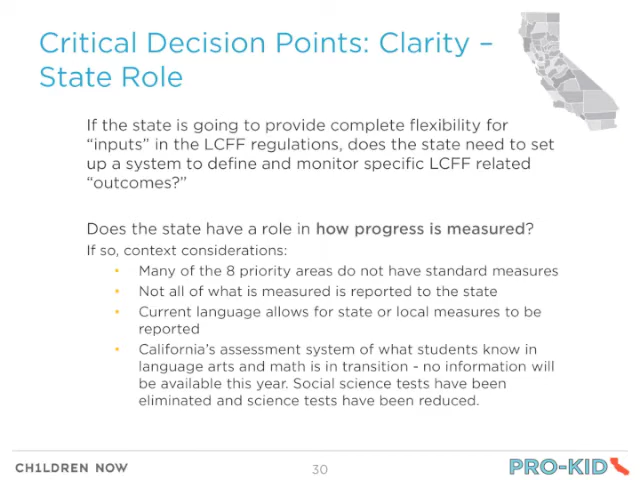 Critical Decision Points: Clarity –
State Role
If the state is going to provide complete flexibility for
“inputs” in the LCFF regulations, does the state need to set
up a system to define and monitor specific LCFF related
“outcomes?”
Does the state have a role in how progress is measured?
If so, context considerations:
• Many of the 8 priority areas do not have standard measures
• Not all of what is measured is reported to the state
• Current language allows for state or local measures to be
reported
• California’s assessment system of what students know in
language arts and math is in transition - no information will
be available this year. Social science tests have been
eliminated and science tests have been reduced.
CH1LDREN NOW
30
PRO-KID